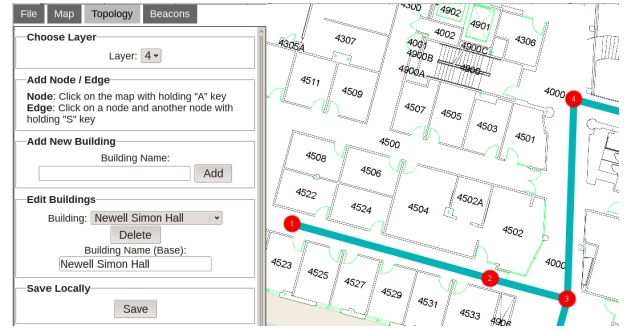 File Map Topology Beacons
Choose Layer
Layer: 4
Add Node / Edge
Node: Click on the map with holding "A" key
Edge: Click on a node and another node with
holding "S" key
Add New Building
Building Name:
Add
Edit Buildings
Building: Newell Simon Hall
Delete
Building Name (Base):
Newell Simon Hall
Save Locally
Save
4300 4902
4901
4002 4306
4305A 4307 4001 4900C
4900B
4900A 4900
4511 4509 4000 4
4507 4505 4503 4501
4500
4508 4506
4522 4524 4504 4502A 4502
1
4000
4523 4525 4527 4529 4531 4533 2 3
4906